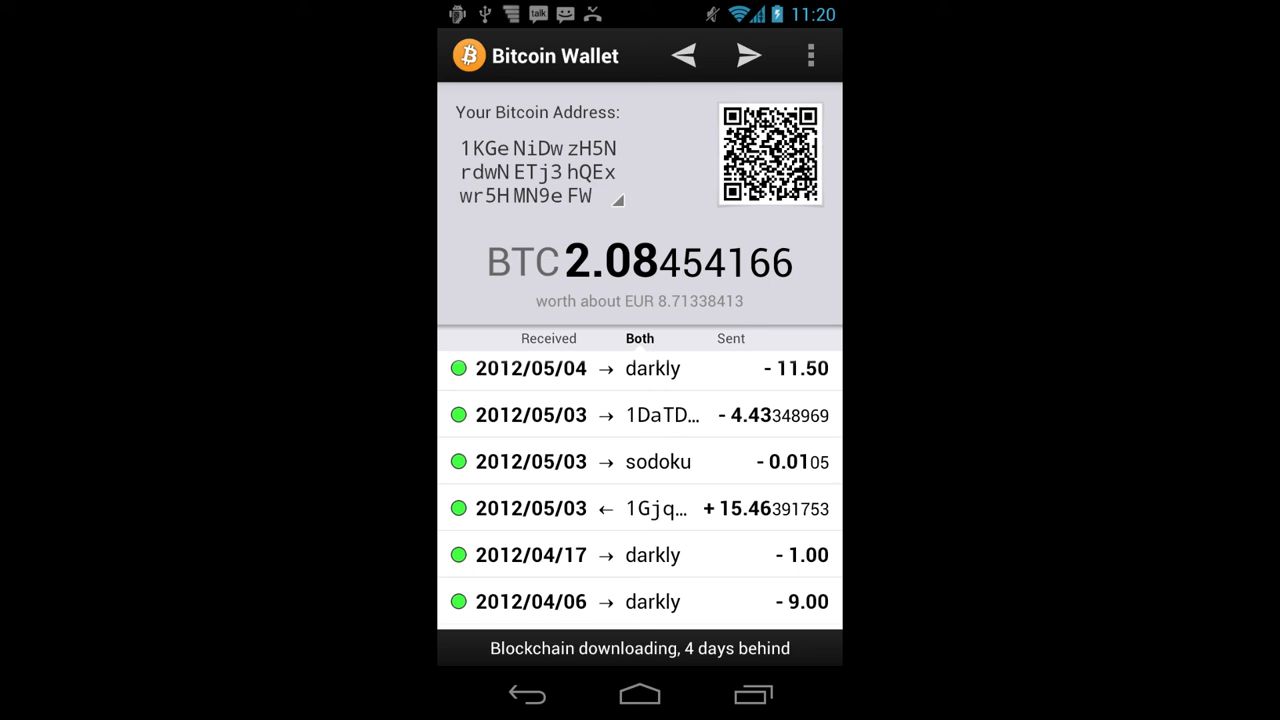 talk 11:20
Bitcoin Wallet
Your Bitcoin Address:
1KGe NiDw zH5N
rdwN ETj3 hQEx
wr5H MN9e FW
BTC 2.08454166
worth about EUR 8.71338413
Received Both Sent
2012/05/04 → darkly - 11.50
2012/05/03 → 1DaTD... - 4.43348969
2012/05/03 → sodoku - 0.0105
2012/05/03 ← 1Gjq... + 15.46391753
2012/04/17 → darkly - 1.00
2012/04/06 → darkly - 9.00
Blockchain downloading, 4 days behind